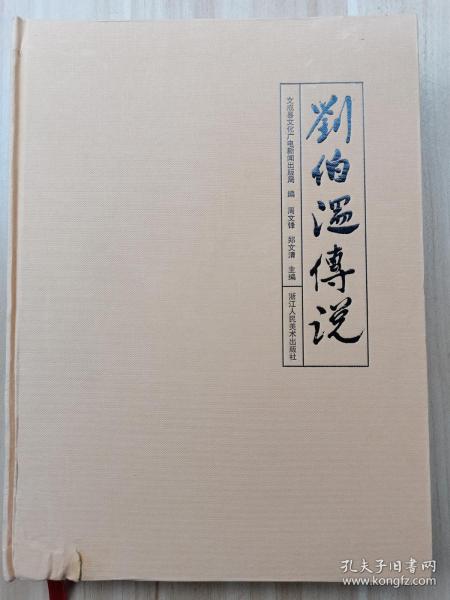 劉伯温傳说
文成县文化广电新闻出版局 编 周文锋 郑文清 主编
浙江人民美术出版社
孔夫子旧书网
www.kongfz.com